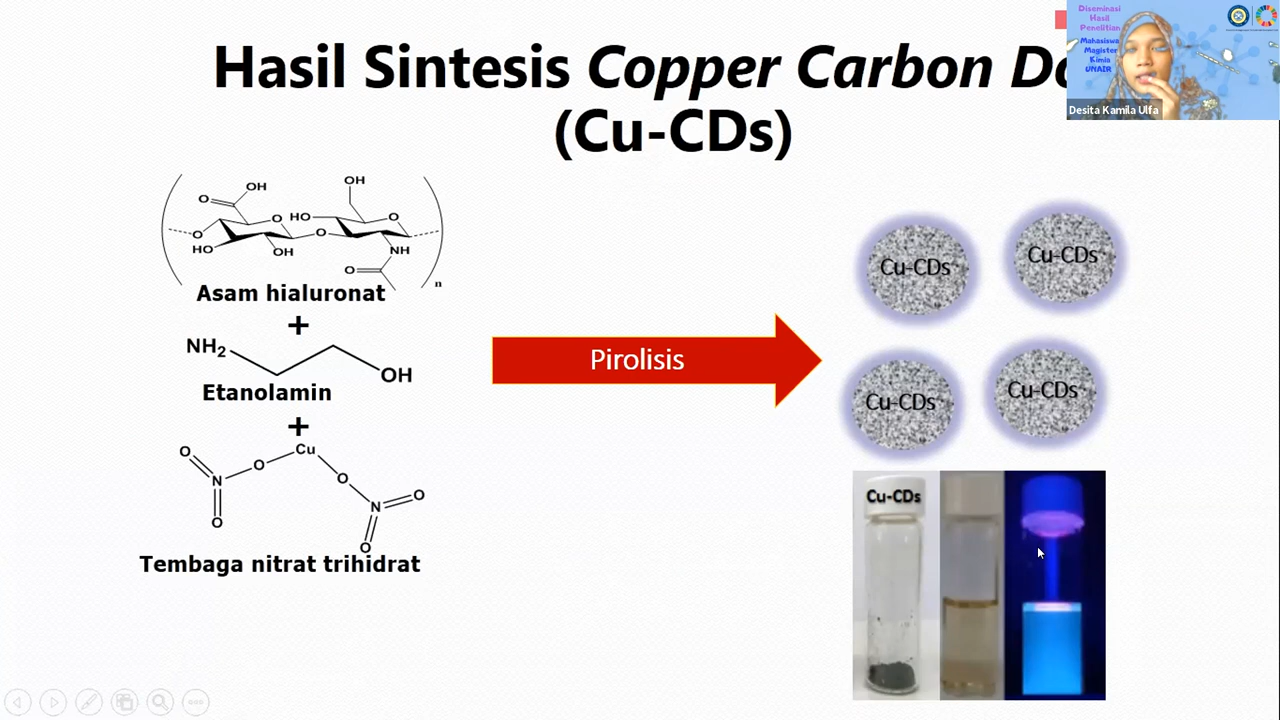 Hasil Sintesis Copper Carbon
(Cu-CDs)
Diseminasi
Hasil
Penelitian
Mahasiswa
Magister
Kimia
UNAIR
Desita Kamila Ulfa
O
OH
O
O
HO
OH
O
OH
HO
O
NH
O
n
Asam hialuronat
+
NH2
OH
Etanolamin
+
O
N
O
O
Cu
O
N
O
O
Tembaga nitrat trihidrat
Pirolisis
Cu-CDs
Cu-CDs
Cu-CDs
Cu-CDs
Cu-CDs